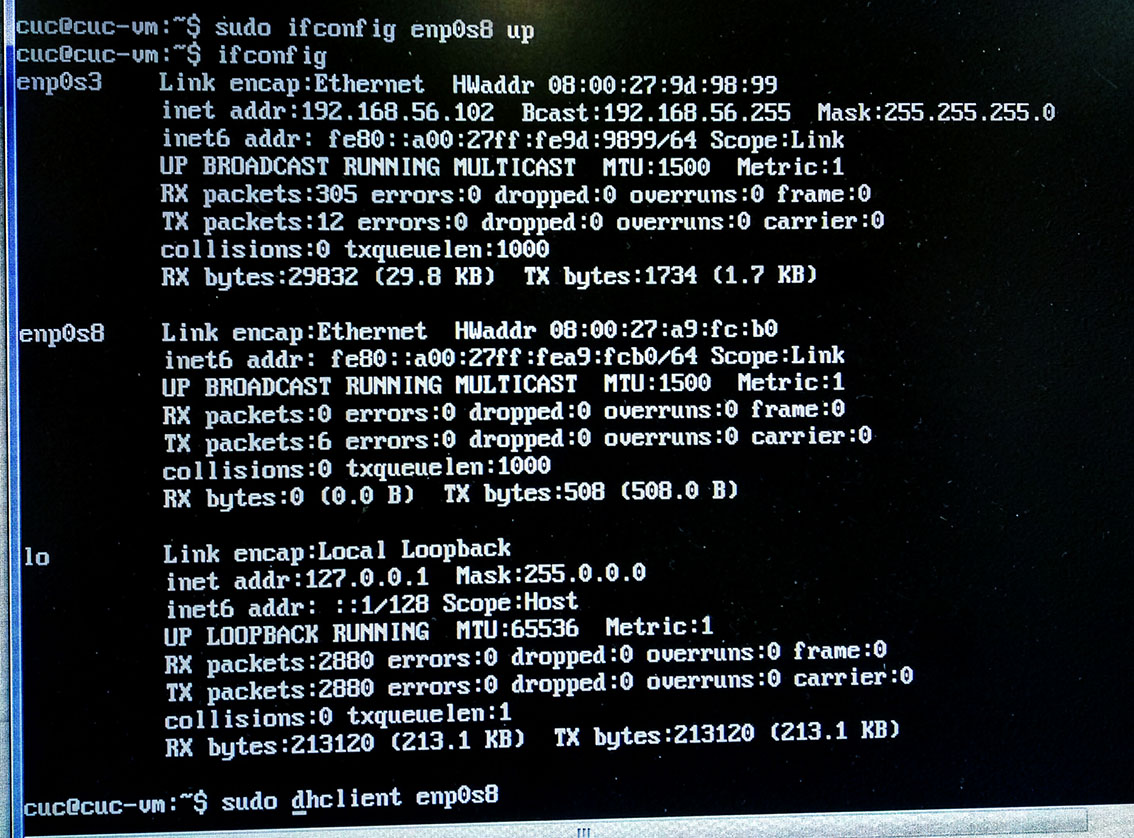 cuc@cuc-vm:~$ sudo ifconfig enp0s8 up
cuc@cuc-vm:~$ ifconfig
enp0s3 Link encap:Ethernet HWaddr 08:00:27:9d:98:99
inet addr:192.168.56.102 Bcast:192.168.56.255 Mask:255.255.255.0
inet6 addr: fe80::a00:27ff:fe9d:9899/64 Scope:Link
UP BROADCAST RUNNING MULTICAST MTU:1500 Metric:1
RX packets:305 errors:0 dropped:0 overruns:0 frame:0
TX packets:12 errors:0 dropped:0 overruns:0 carrier:0
collisions:0 txqueuelen:1000
RX bytes:29832 (29.8 KB) TX bytes:1734 (1.7 KB)
enp0s8 Link encap:Ethernet HWaddr 08:00:27:a9:fc:b0
inet6 addr: fe80::a00:27ff:fea9:fcb0/64 Scope:Link
UP BROADCAST RUNNING MULTICAST MTU:1500 Metric:1
RX packets:0 errors:0 dropped:0 overruns:0 frame:0
TX packets:6 errors:0 dropped:0 overruns:0 carrier:0
collisions:0 txqueuelen:1000
RX bytes:0 (0.0 B) TX bytes:508 (508.0 B)
lo Link encap:Local Loopback
inet addr:127.0.0.1 Mask:255.0.0.0
inet6 addr: ::1/128 Scope:Host
UP LOOPBACK RUNNING MTU:65536 Metric:1
RX packets:2880 errors:0 dropped:0 overruns:0 frame:0
TX packets:2880 errors:0 dropped:0 overruns:0 carrier:0
collisions:0 txqueuelen:1
RX bytes:213120 (213.1 KB) TX bytes:213120 (213.1 KB)
cuc@cuc-vm:~$ sudo dhclient enp0s8